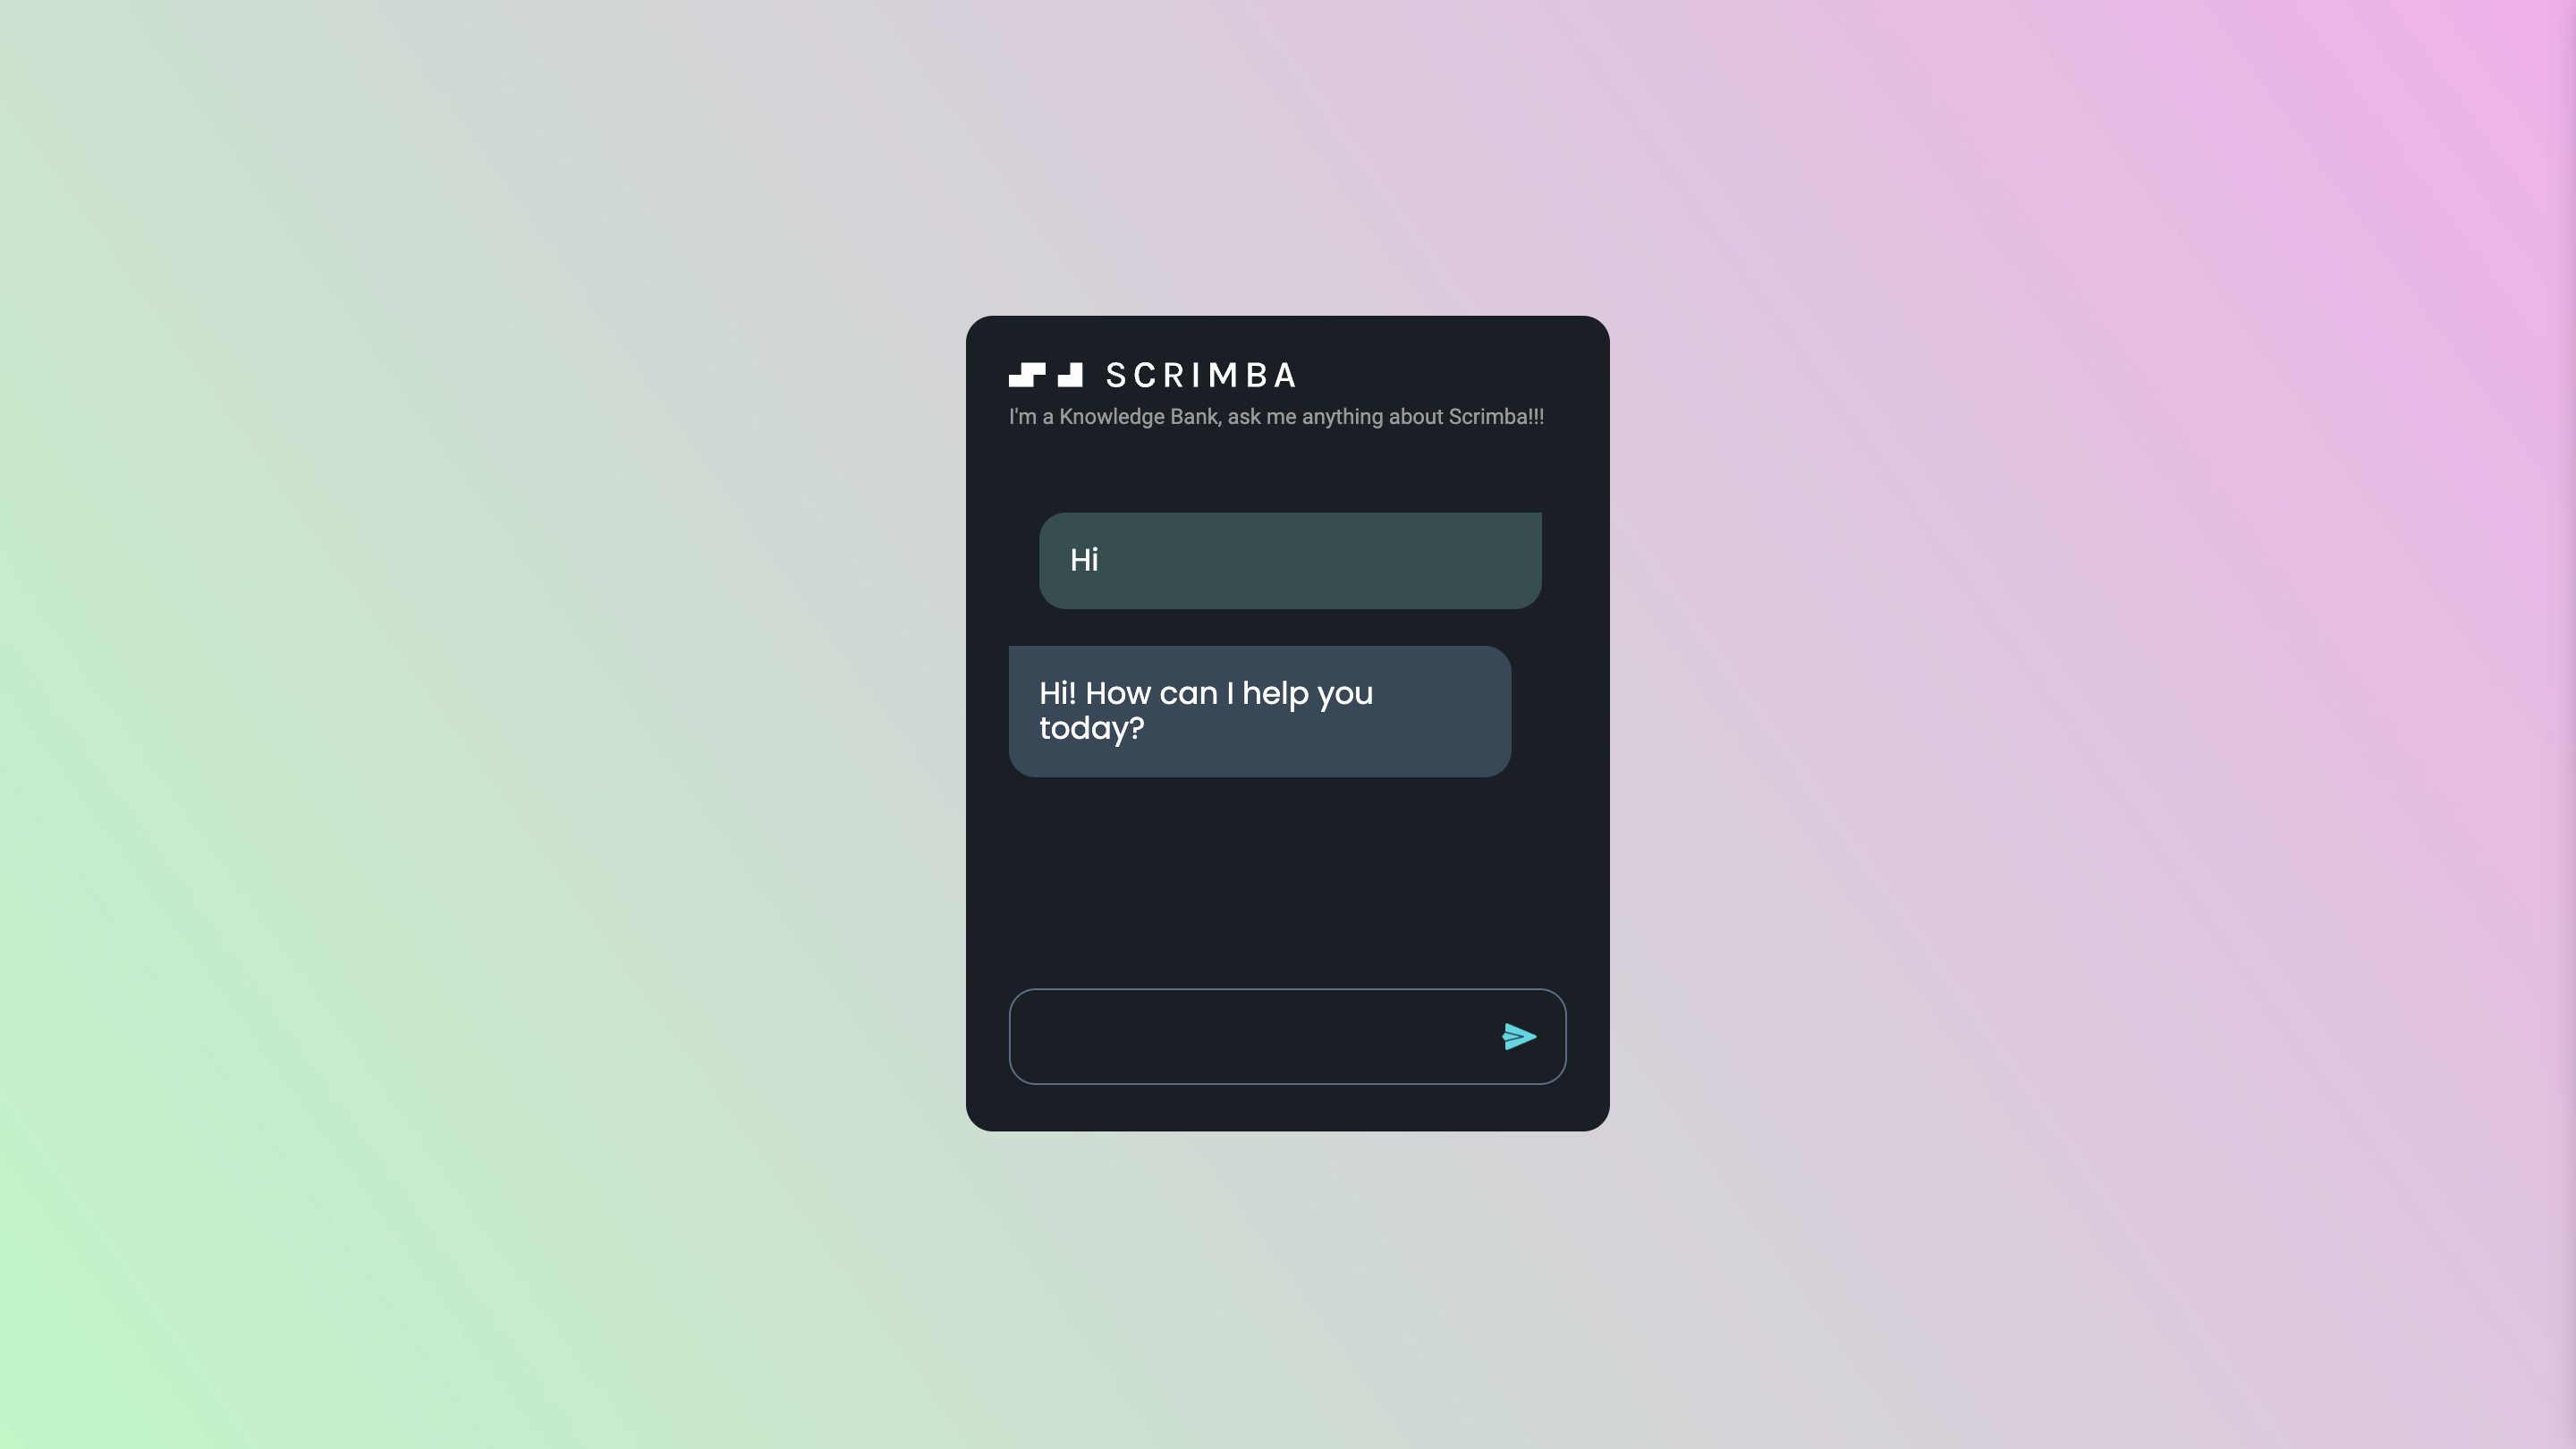 SCRIMBA
I'm a Knowledge Bank, ask me anything about Scrimba!!!
Hi
Hi! How can I help you
today?